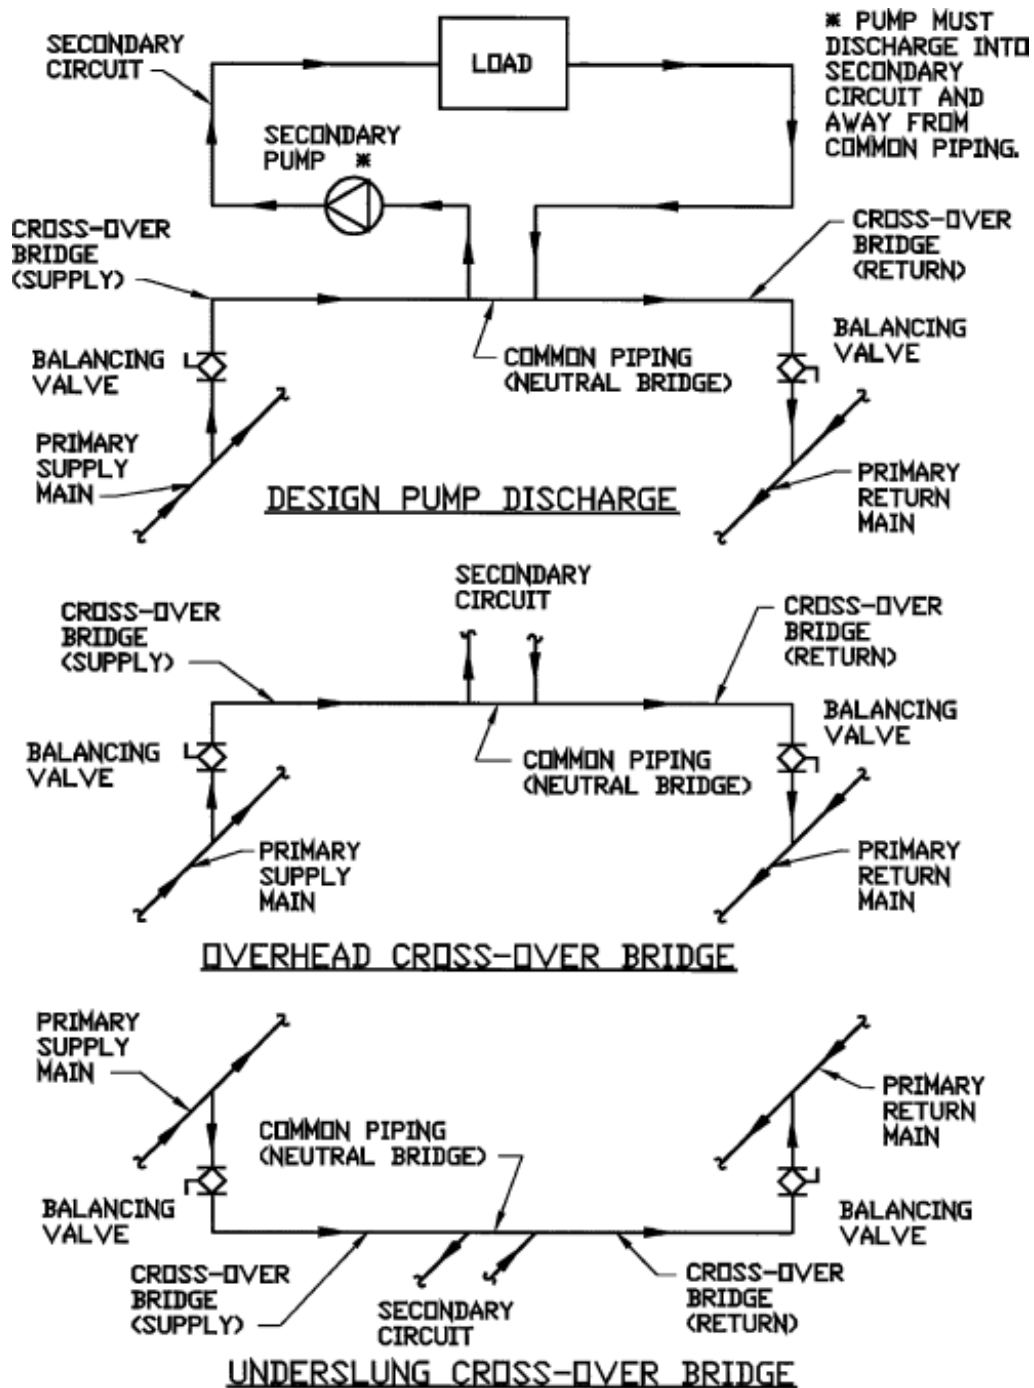 SECONDARY
CIRCUIT
LOAD
* PUMP MUST
DISCHARGE INTO
SECONDARY
CIRCUIT AND
AWAY FROM
COMMON PIPING.
SECONDARY
PUMP *
CROSS-OVER
BRIDGE
(SUPPLY)
CROSS-OVER
BRIDGE
(RETURN)
BALANCING
VALVE
COMMON PIPING
(NEUTRAL BRIDGE)
BALANCING
VALVE
PRIMARY
SUPPLY
MAIN
PRIMARY
RETURN
MAIN
DESIGN PUMP DISCHARGE
SECONDARY
CIRCUIT
CROSS-OVER
BRIDGE
(SUPPLY)
CROSS-OVER
BRIDGE
(RETURN)
BALANCING
VALVE
COMMON PIPING
(NEUTRAL BRIDGE)
BALANCING
VALVE
PRIMARY
SUPPLY
MAIN
PRIMARY
RETURN
MAIN
OVERHEAD CROSS-OVER BRIDGE
PRIMARY
SUPPLY
MAIN
COMMON PIPING
(NEUTRAL BRIDGE)
PRIMARY
RETURN
MAIN
BALANCING
VALVE
BALANCING
VALVE
CROSS-OVER
BRIDGE
(SUPPLY)
SECONDARY
CIRCUIT
CROSS-OVER
BRIDGE
(RETURN)
UNDERSLUNG CROSS-OVER BRIDGE